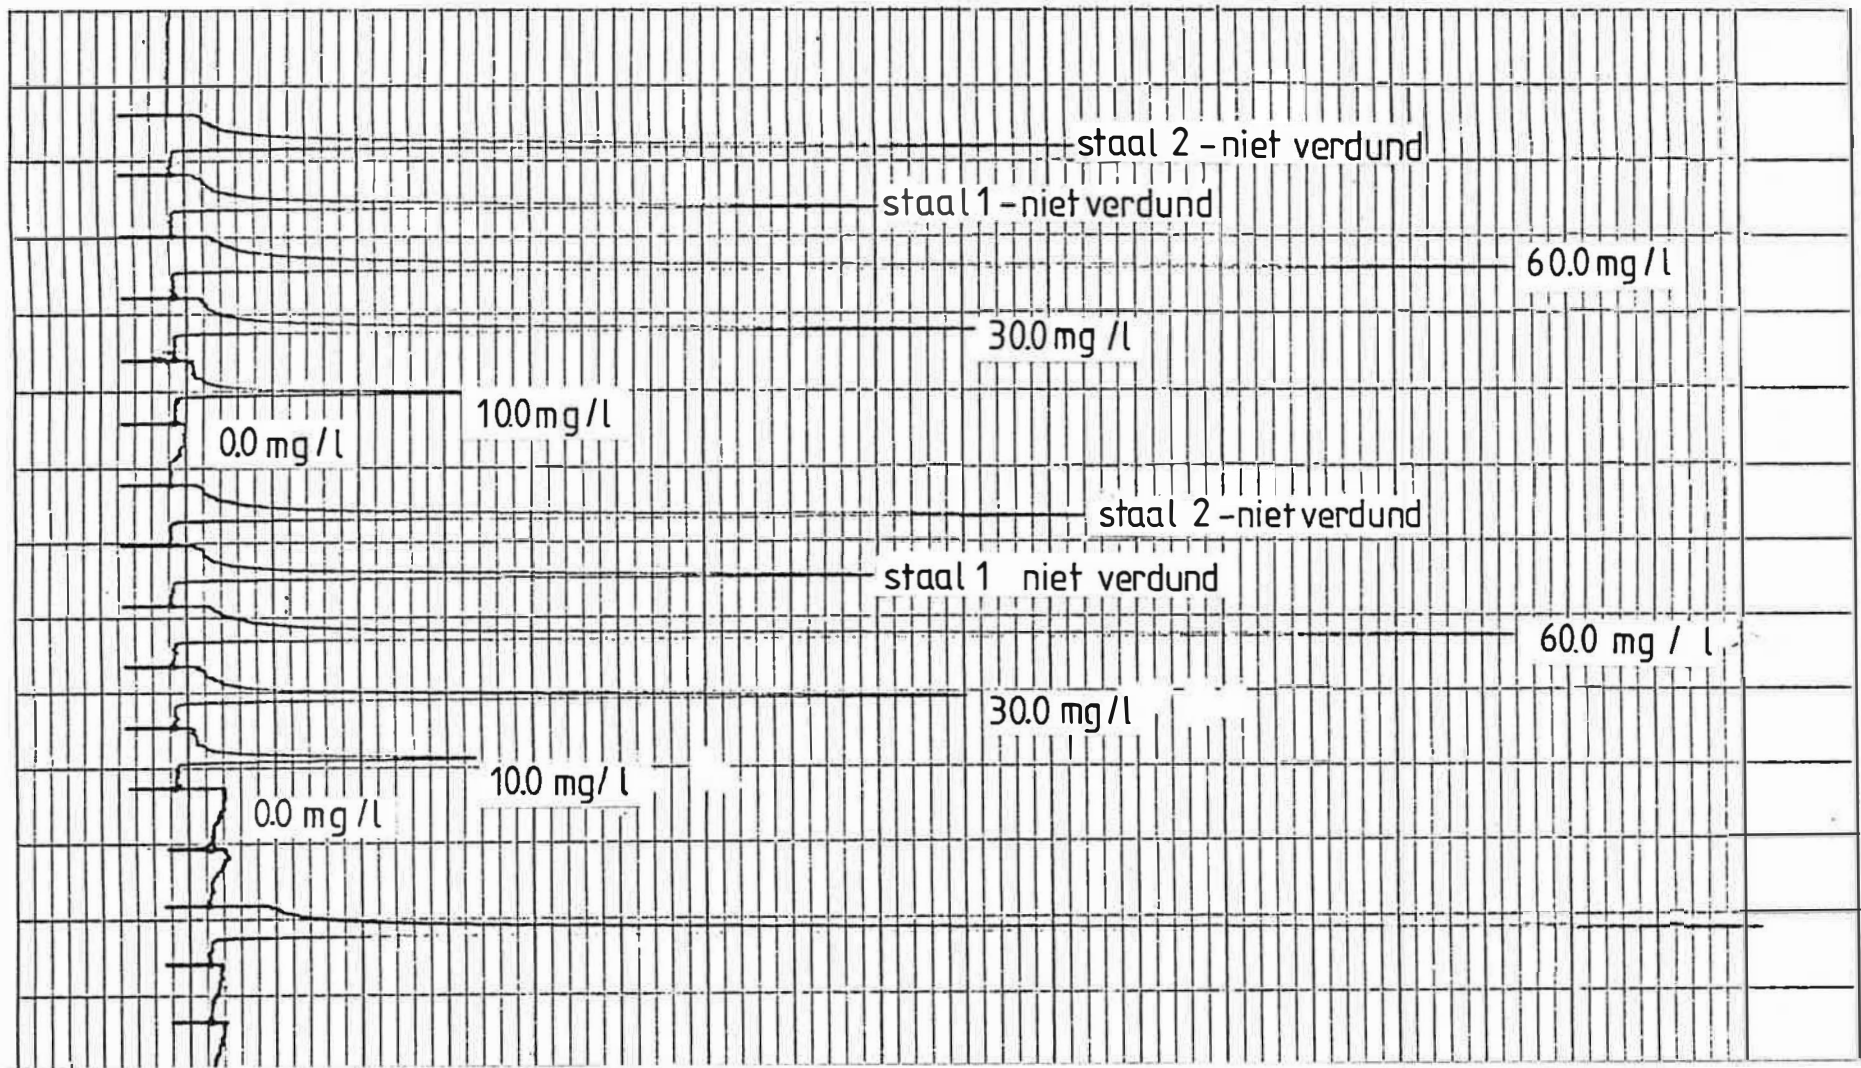 staal 2 - niet verdund
staal 1 - niet verdund
60.0 mg/l
30.0 mg/l
10.0 mg/l
0.0 mg/l
staal 2 - niet verdund
staal 1 niet verdund
60.0 mg/l
30.0 mg/l
10.0 mg/l
0.0 mg/l